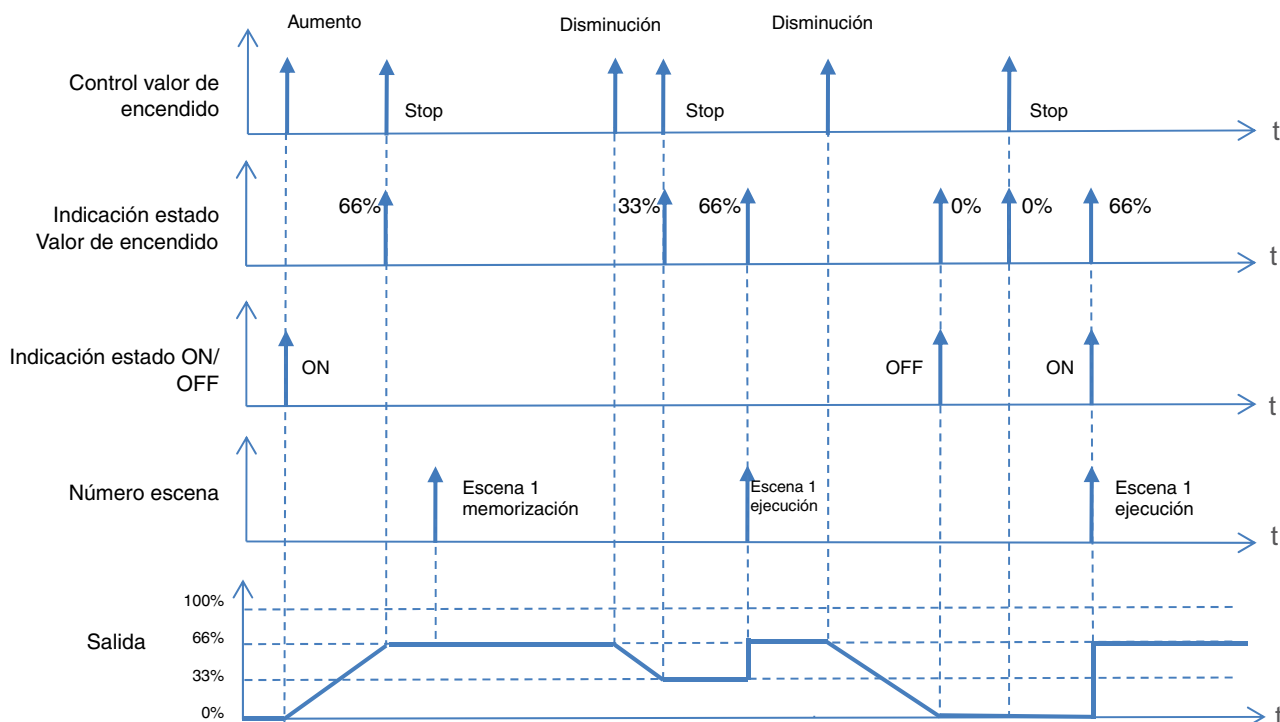 Aumento
Disminución
Disminución
Control valor de
encendido
Stop
Stop
Stop
t
Indicación estado
Valor de encendido
66%
33%
66%
0%
0%
66%
t
Indicación estado ON/
OFF
ON
OFF
ON
t
Número escena
Escena 1
memorización
Escena 1
ejecución
Escena 1
ejecución
t
Salida
100%
66%
33%
0%
t